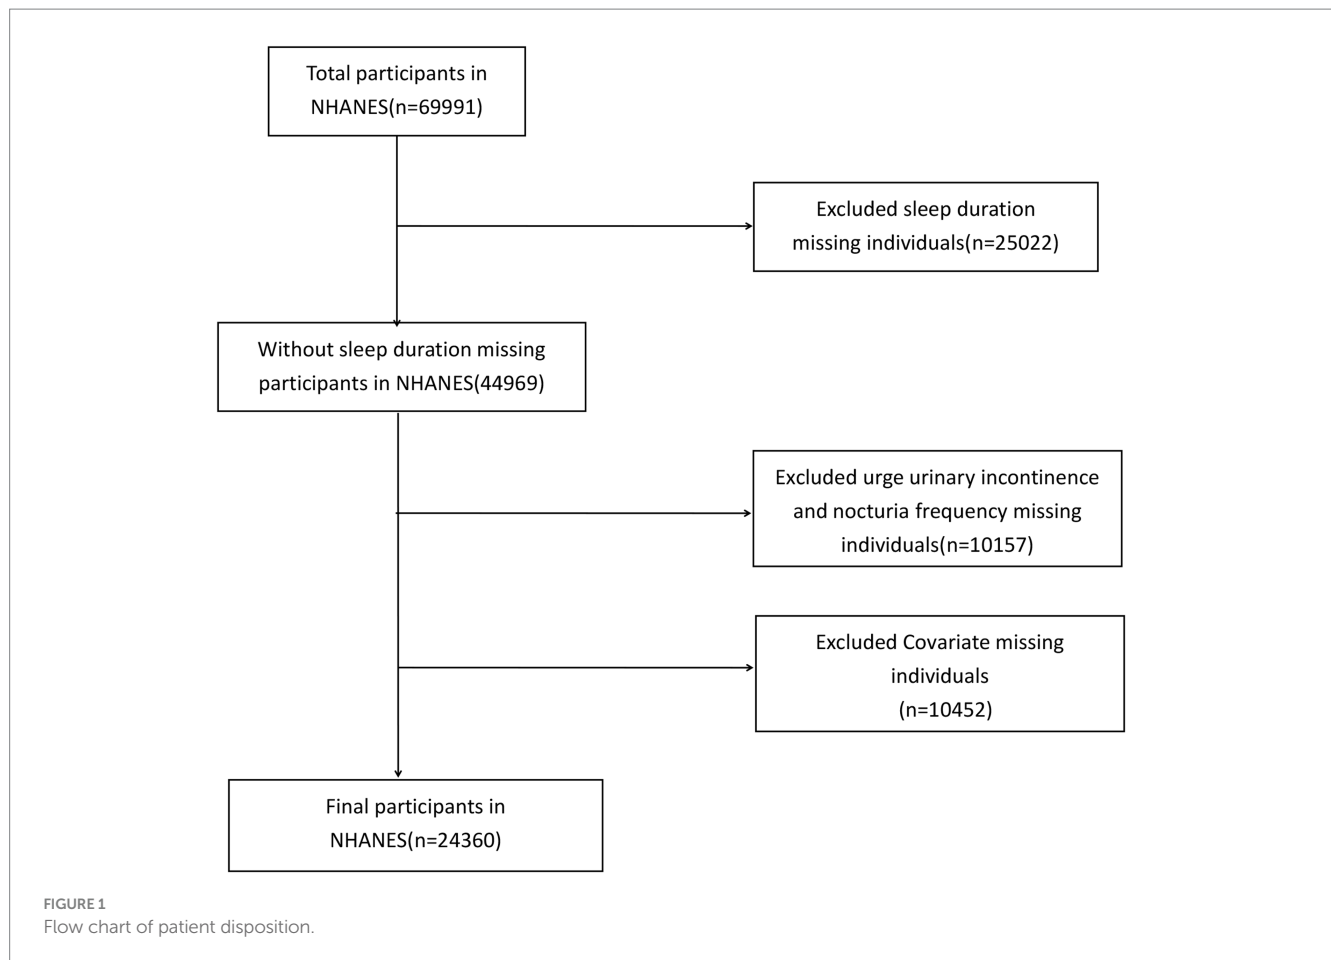 Total participants in
NHANES(n=69991)
Excluded sleep duration
missing individuals(n=25022)
Without sleep duration missing
participants in NHANES(44969)
Excluded urge urinary incontinence
and nocturia frequency missing
individuals(n=10157)
Excluded Covariate missing
individuals
(n=10452)
Final participants in
NHANES(n=24360)
FIGURE 1
Flow chart of patient disposition.